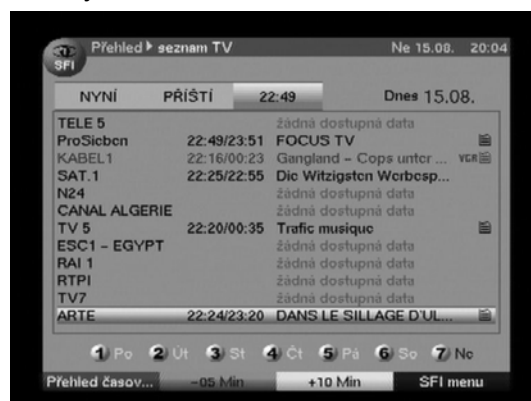 Přehled seznam TV Ne 15.08. 20:04
SFI
NYNÍ PŘÍŠTÍ 22:49 Dnes 15.08.
TELE 5 žádná dostupná data
ProSieben 22:49/23:51 FOCUS TV
KABEL1 22:16/00:23 Gangland – Cops unter ... VCR
SAT.1 22:25/22:55 Die Witzigsten Werbesp...
N24 žádná dostupná data
CANAL ALGERIE žádná dostupná data
TV 5 22:20/00:35 Trafic musique
ESC1 – EGYPT žádná dostupná data
RAI 1 žádná dostupná data
RTPI žádná dostupná data
TV7 žádná dostupná data
ARTE 22:24/23:20 DANS LE SILLAGE D'UL...
1 Po 2 Út 3 St 4 Čt 5 Pá 6 So 7 Ne
Přehled časov... –05 Min +10 Min SFI menu